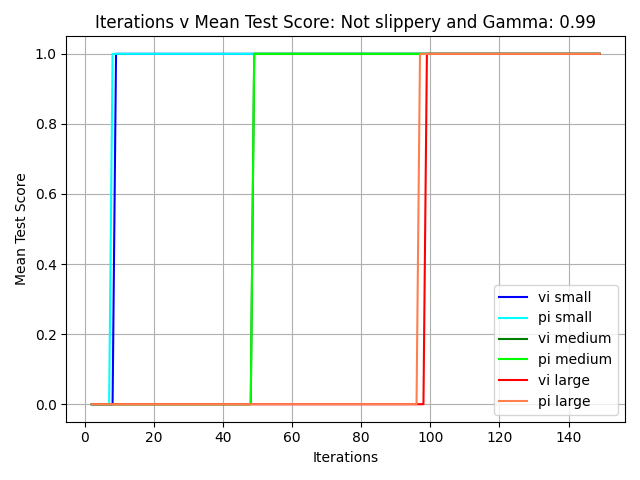 Iterations v Mean Test Score: Not slippery and Gamma: 0.99
1.0
0.8
0.6
0.4
0.2
0.0
Mean Test Score
vi small
pi small
vi medium
pi medium
vi large
pi large
0 20 40 60 80 100 120 140
Iterations